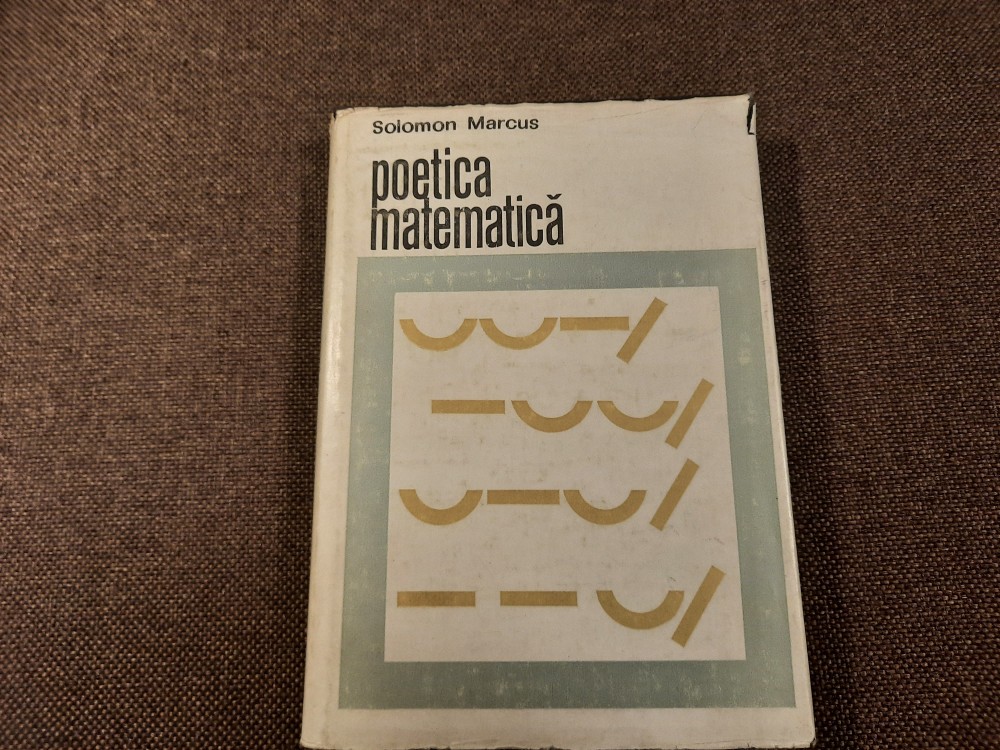 Solomon Marcus
poetica
matematică